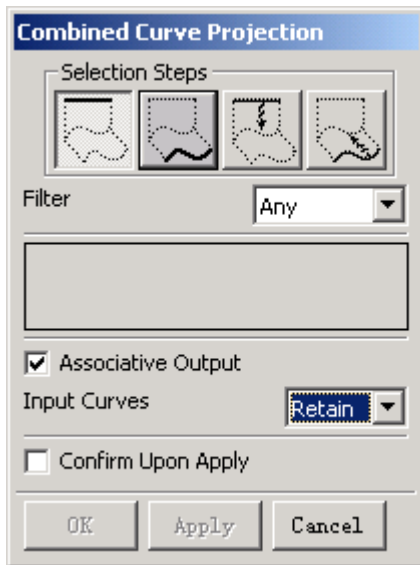 Combined Curve Projection
Selection Steps
Filter Any
Associative Output
Input Curves Retain
Confirm Upon Apply
OK Apply Cancel